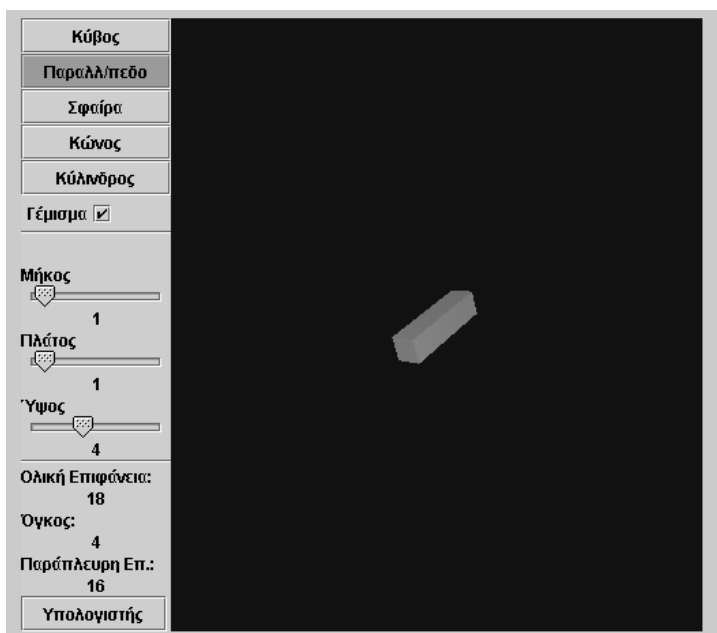 Κύβος
Παραλλ/πεδο
Σφαίρα
Κώνος
Κύλινδρος
Γέμισμα
Μήκος
1
Πλάτος
1
Ύψος
4
Ολική Επιφάνεια:
18
Όγκος:
4
Παράπλευρη Επ.:
16
Υπολογιστής